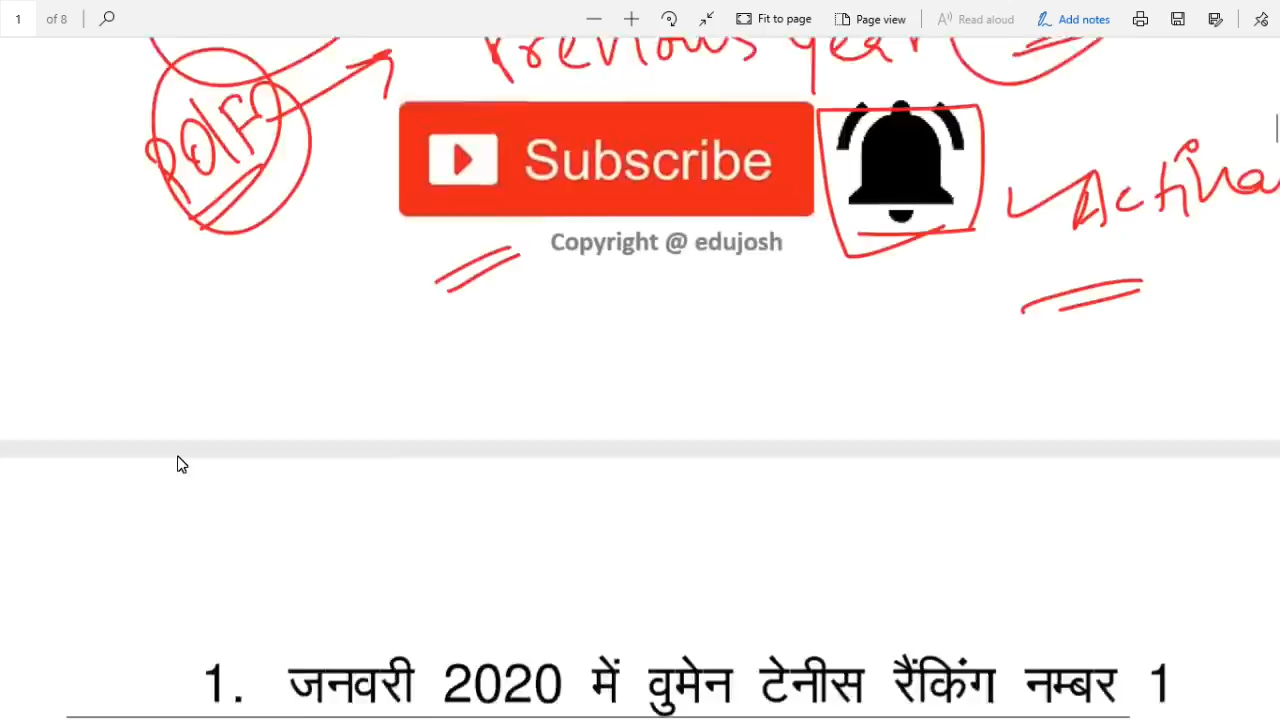 1 of 8 Fit to page Page view Read aloud Add notes
Previous year
PDF
Subscribe
Copyright @ edujosh
1. जनवरी 2020 में वुमेन टेनीस रैंकिंग नम्बर 1